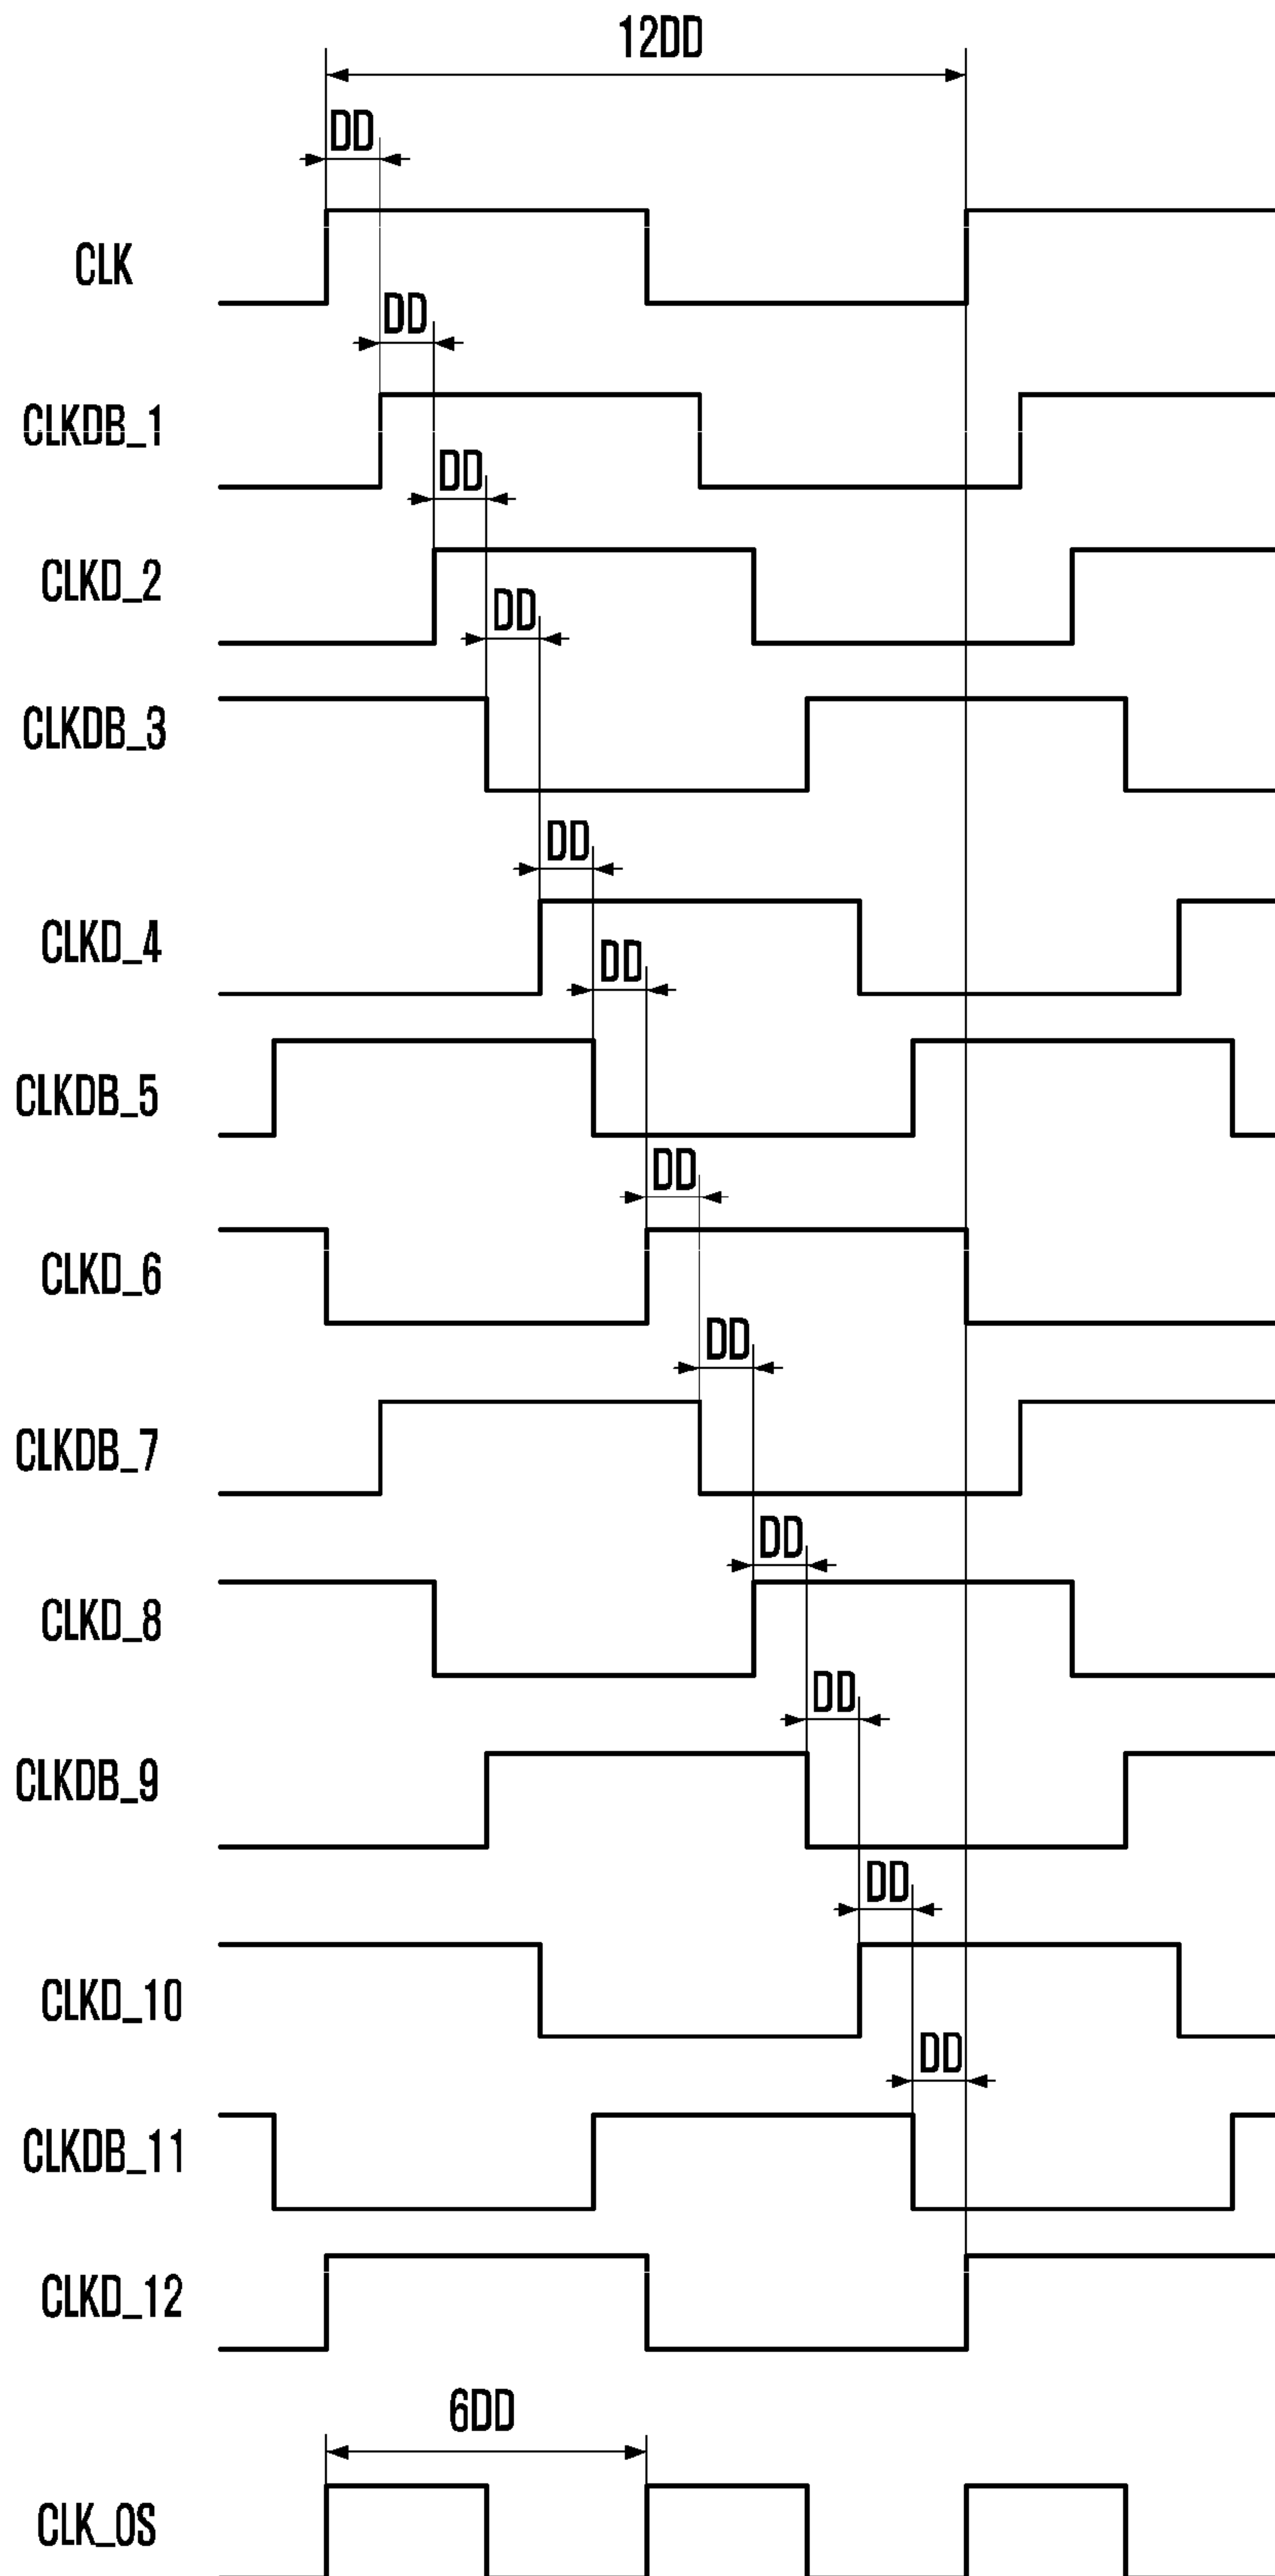 12DD
DD
CLK
DD
CLKDB_1
DD
CLKD_2
DD
CLKDB_3
DD
CLKD_4
DD
CLKDB_5
DD
CLKD_6
DD
CLKDB_7
DD
CLKD_8
DD
CLKDB_9
DD
CLKD_10
DD
CLKDB_11
CLKD_12
6DD
CLK_OS